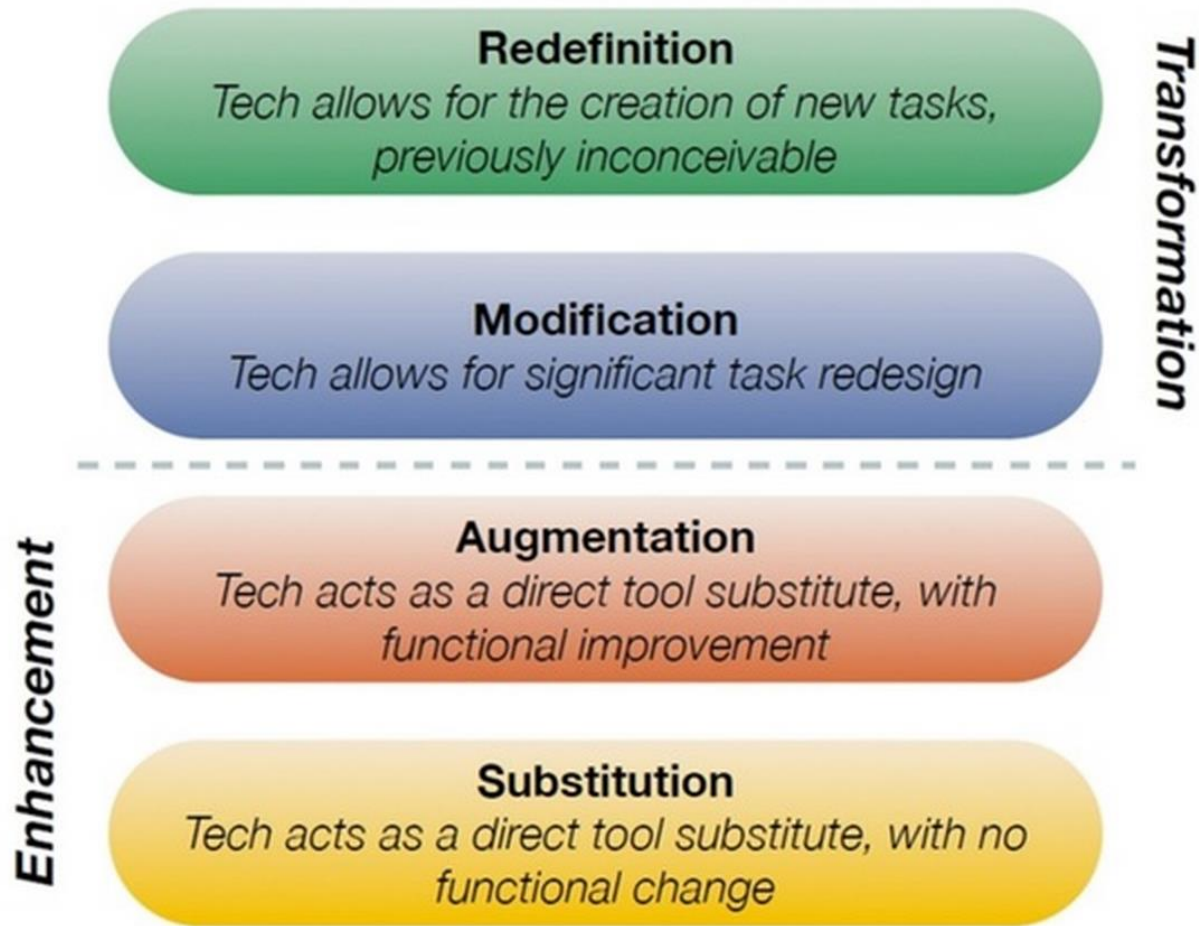 Redefinition
Tech allows for the creation of new tasks,
previously inconceivable
Modification
Tech allows for significant task redesign
Transformation
Augmentation
Tech acts as a direct tool substitute, with
functional improvement
Substitution
Tech acts as a direct tool substitute, with no
functional change
Enhancement